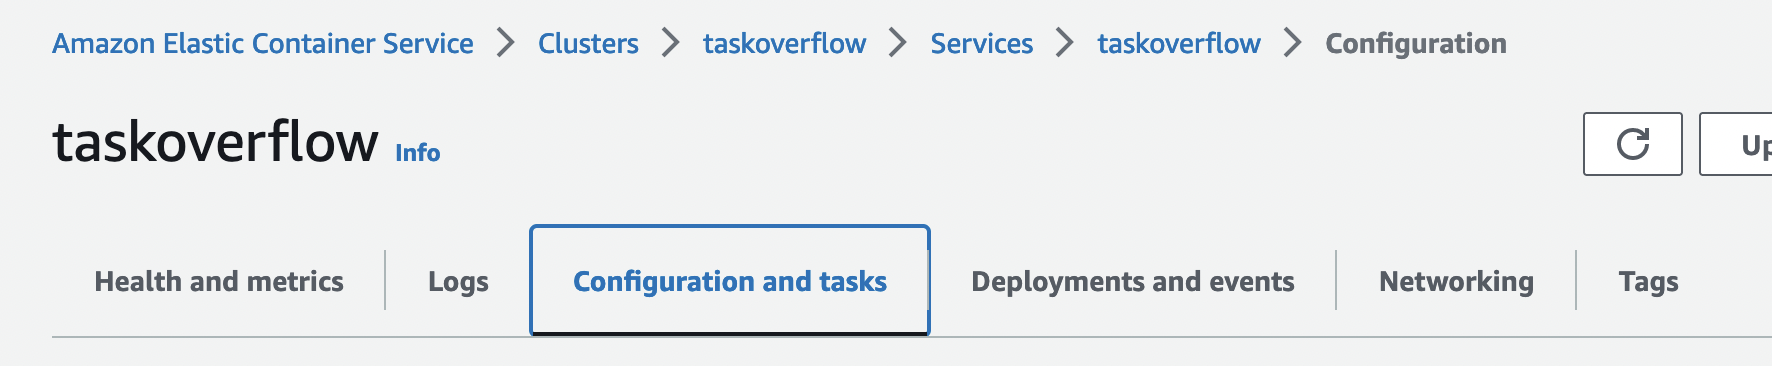 Amazon Elastic Container Service > Clusters > taskoverflow > Services > taskoverflow > Configuration
taskoverflow Info
Up
Health and metrics Logs Configuration and tasks Deployments and events Networking Tags